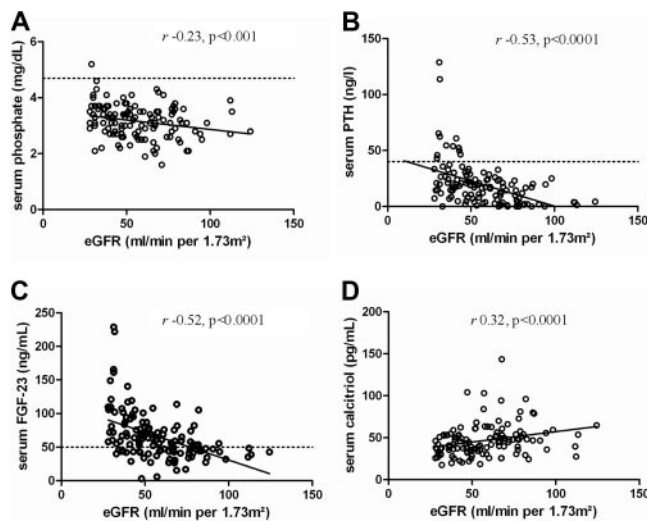 A
r -0.23, p<0.001
serum phosphate (mg/dL)
6
4
2
0
0
50
100
150
eGFR (ml/min per 1.73m²)
B
r -0.53, p<0.0001
serum PTH (ng/l)
150
100
50
0
0
50
100
150
eGFR (ml/min per 1.73m²)
C
r -0.52, p<0.0001
serum FGF-23 (ng/mL)
250
200
150
100
50
0
0
50
100
150
eGFR (ml/min per 1.73m²)
D
r 0.32, p<0.0001
serum calcitriol (pg/mL)
200
150
100
50
0
0
50
100
150
eGFR (ml/min per 1.73m²)